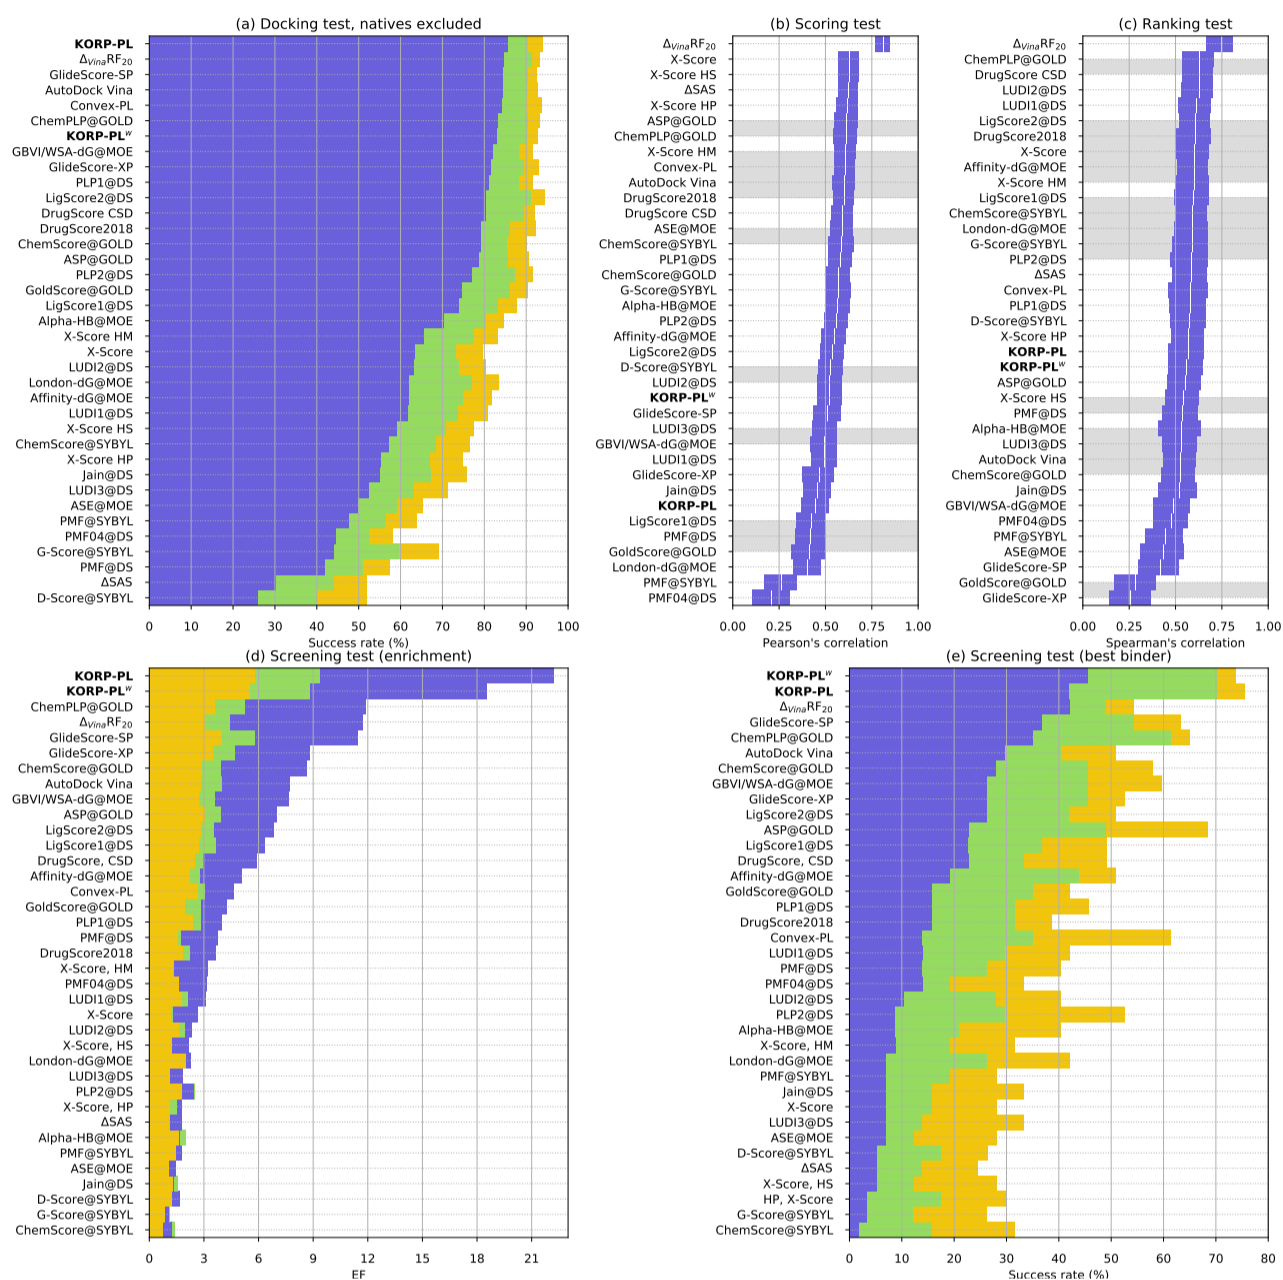 (a) Docking test, natives excluded
KORP-PL
Δ_VinaRF_20
GlideScore-SP
AutoDock Vina
Convex-PL
ChemPLP@GOLD
KORP-PL^w
GBVI/WSA-dG@MOE
GlideScore-XP
PLP1@DS
LigScore2@DS
DrugScore CSD
DrugScore2018
ChemScore@GOLD
ASP@GOLD
PLP2@DS
GoldScore@GOLD
LigScore1@DS
Alpha-HB@MOE
X-Score HM
X-Score
LUDI2@DS
London-dG@MOE
Affinity-dG@MOE
LUDI1@DS
X-Score HS
ChemScore@SYBYL
X-Score HP
Jain@DS
LUDI3@DS
ASE@MOE
PMF@SYBYL
PMF04@DS
G-Score@SYBYL
PMF@DS
ΔSAS
D-Score@SYBYL
0 10 20 30 40 50 60 70 80 90 100
Success rate (%)
(b) Scoring test
Δ_VinaRF_20
X-Score
X-Score HS
ΔSAS
X-Score HP
ASP@GOLD
ChemPLP@GOLD
X-Score HM
Convex-PL
AutoDock Vina
DrugScore2018
DrugScore CSD
ASE@MOE
ChemScore@SYBYL
PLP1@DS
ChemScore@GOLD
G-Score@SYBYL
Alpha-HB@MOE
PLP2@DS
Affinity-dG@MOE
LigScore2@DS
D-Score@SYBYL
LUDI2@DS
KORP-PL^w
GlideScore-SP
LUDI3@DS
GBVI/WSA-dG@MOE
LUDI1@DS
GlideScore-XP
Jain@DS
KORP-PL
LigScore1@DS
PMF@DS
GoldScore@GOLD
London-dG@MOE
PMF@SYBYL
PMF04@DS
0.00 0.25 0.50 0.75 1.00
Pearson's correlation
(c) Ranking test
Δ_VinaRF_20
ChemPLP@GOLD
DrugScore CSD
LUDI2@DS
LUDI1@DS
LigScore2@DS
DrugScore2018
X-Score
Affinity-dG@MOE
X-Score HM
LigScore1@DS
ChemScore@SYBYL
London-dG@MOE
G-Score@SYBYL
PLP2@DS
ΔSAS
Convex-PL
PLP1@DS
D-Score@SYBYL
X-Score HP
KORP-PL
KORP-PL^w
ASP@GOLD
X-Score HS
PMF@DS
Alpha-HB@MOE
LUDI3@DS
AutoDock Vina
ChemScore@GOLD
Jain@DS
GBVI/WSA-dG@MOE
PMF04@DS
PMF@SYBYL
ASE@MOE
GlideScore-SP
GoldScore@GOLD
GlideScore-XP
0.00 0.25 0.50 0.75 1.00
Spearman's correlation
(d) Screening test (enrichment)
KORP-PL
KORP-PL^w
ChemPLP@GOLD
Δ_VinaRF_20
GlideScore-SP
GlideScore-XP
ChemScore@GOLD
AutoDock Vina
GBVI/WSA-dG@MOE
ASP@GOLD
LigScore2@DS
LigScore1@DS
DrugScore, CSD
Affinity-dG@MOE
Convex-PL
GoldScore@GOLD
PLP1@DS
PMF@DS
DrugScore2018
X-Score, HM
PMF04@DS
LUDI1@DS
X-Score
LUDI2@DS
X-Score, HS
London-dG@MOE
LUDI3@DS
PLP2@DS
X-Score, HP
ΔSAS
Alpha-HB@MOE
PMF@SYBYL
ASE@MOE
Jain@DS
D-Score@SYBYL
G-Score@SYBYL
ChemScore@SYBYL
0 3 6 9 12 15 18 21
EF
(e) Screening test (best binder)
KORP-PL^w
KORP-PL
Δ_VinaRF_20
GlideScore-SP
ChemPLP@GOLD
AutoDock Vina
ChemScore@GOLD
GBVI/WSA-dG@MOE
GlideScore-XP
LigScore2@DS
ASP@GOLD
LigScore1@DS
DrugScore, CSD
Affinity-dG@MOE
GoldScore@GOLD
PLP1@DS
DrugScore2018
Convex-PL
LUDI1@DS
PMF@DS
PMF04@DS
LUDI2@DS
PLP2@DS
Alpha-HB@MOE
X-Score, HM
London-dG@MOE
PMF@SYBYL
Jain@DS
X-Score
LUDI3@DS
ASE@MOE
D-Score@SYBYL
ΔSAS
X-Score, HS
HP, X-Score
G-Score@SYBYL
ChemScore@SYBYL
0 10 20 30 40 50 60 70 80
Success rate (%)